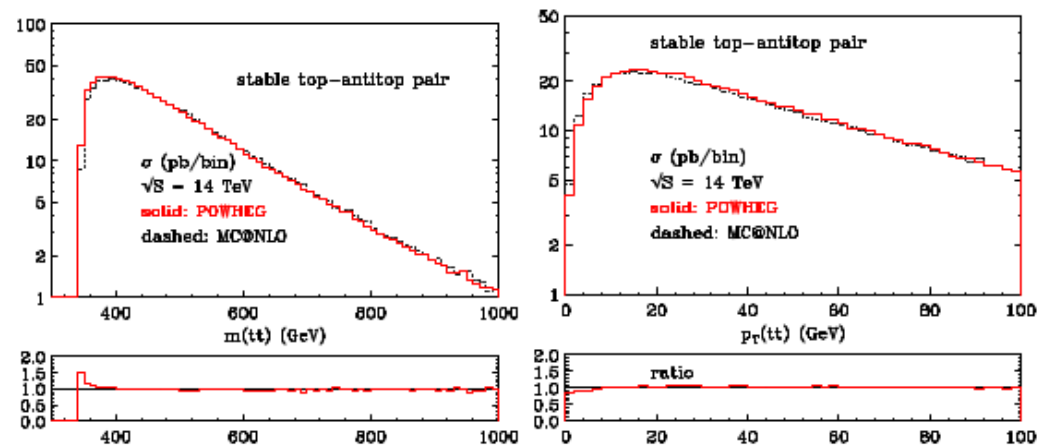 100
50
20
10
5
2
1
stable top-antitop pair
σ (pb/bin)
√S = 14 TeV
solid: POWHEG
dashed: MC@NLO
400 600 800 1000
m(tt) (GeV)
2.0
1.5
1.0
0.5
0.0
400 600 800 1000
50
20
10
5
2
1
stable top-antitop pair
σ (pb/bin)
√S = 14 TeV
solid: POWHEG
dashed: MC@NLO
0 20 40 60 80 100
p_T(tt) (GeV)
2.0
1.5
1.0
0.5
0.0
ratio
0 20 40 60 80 100